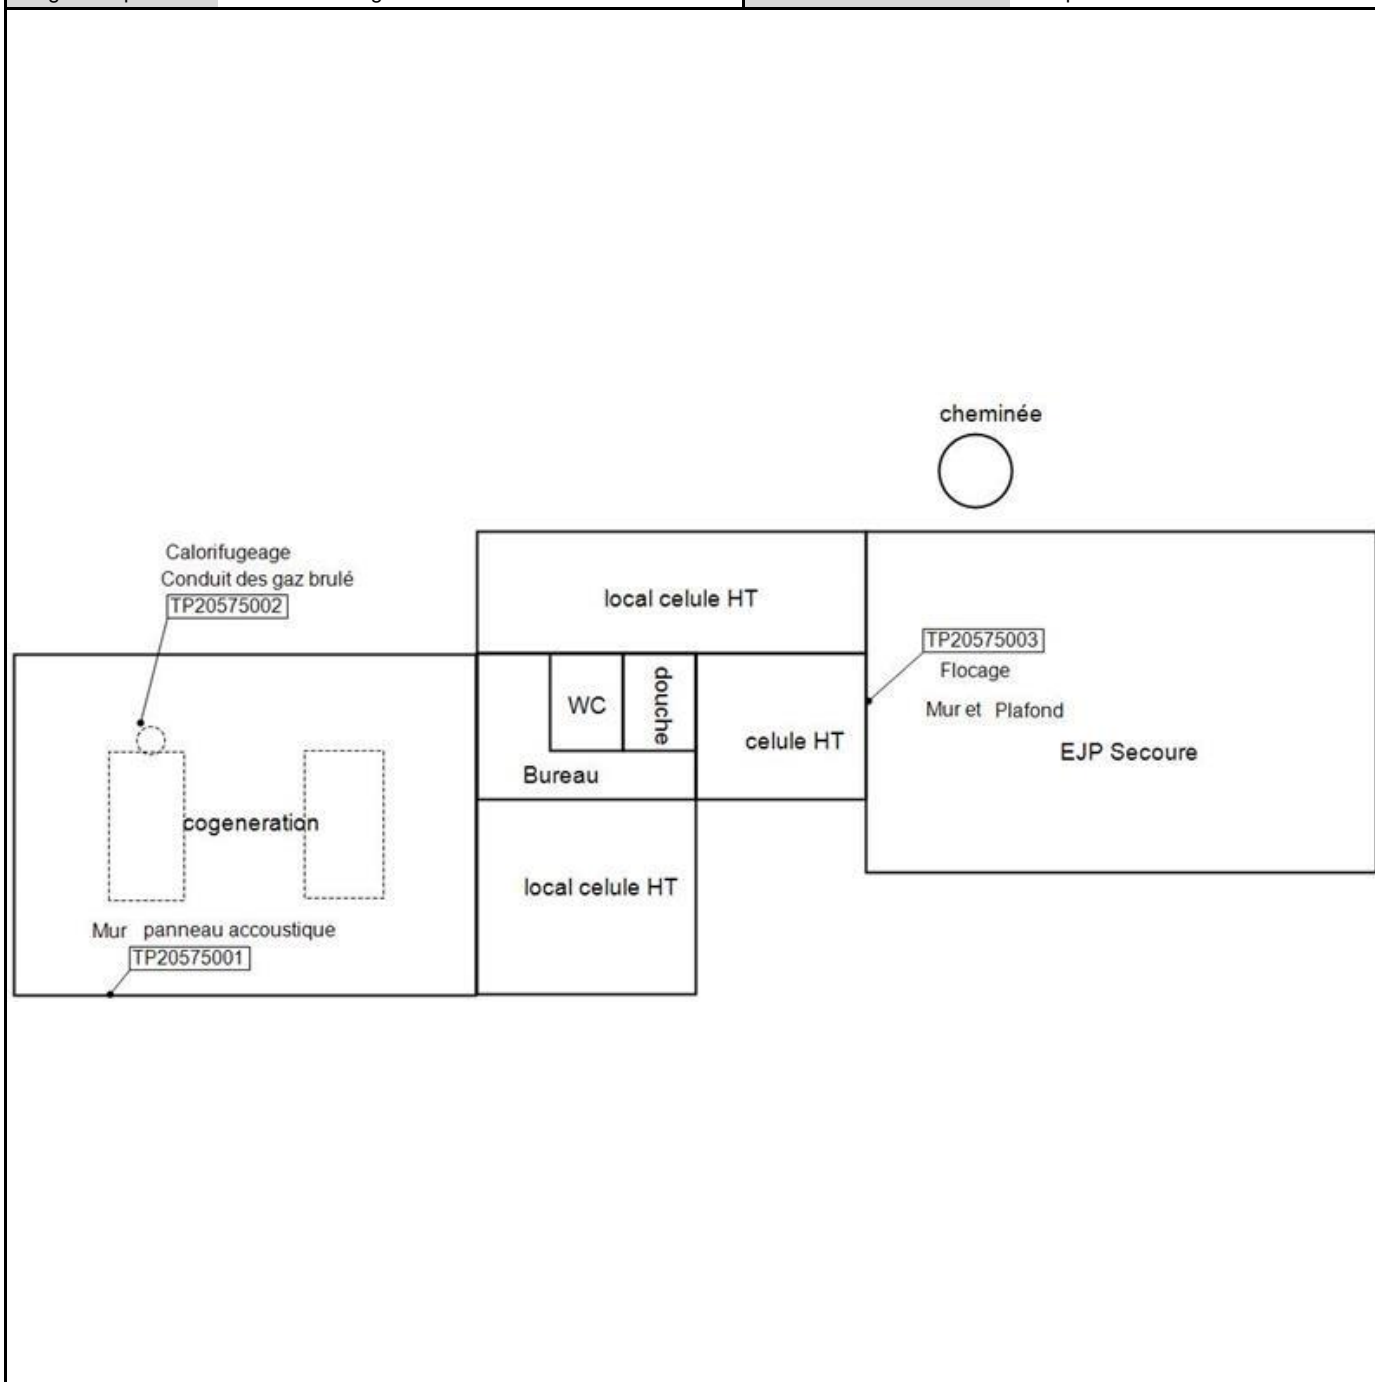 cheminée
Calorifugeage
Conduit des gaz brulé
TP20575002
local celule HT
TP20575003
Flocage
Mur et Plafond
WC
douche
celule HT
EJP Secoure
Bureau
cogeneration
local celule HT
Mur panneau accoustique
TP20575001